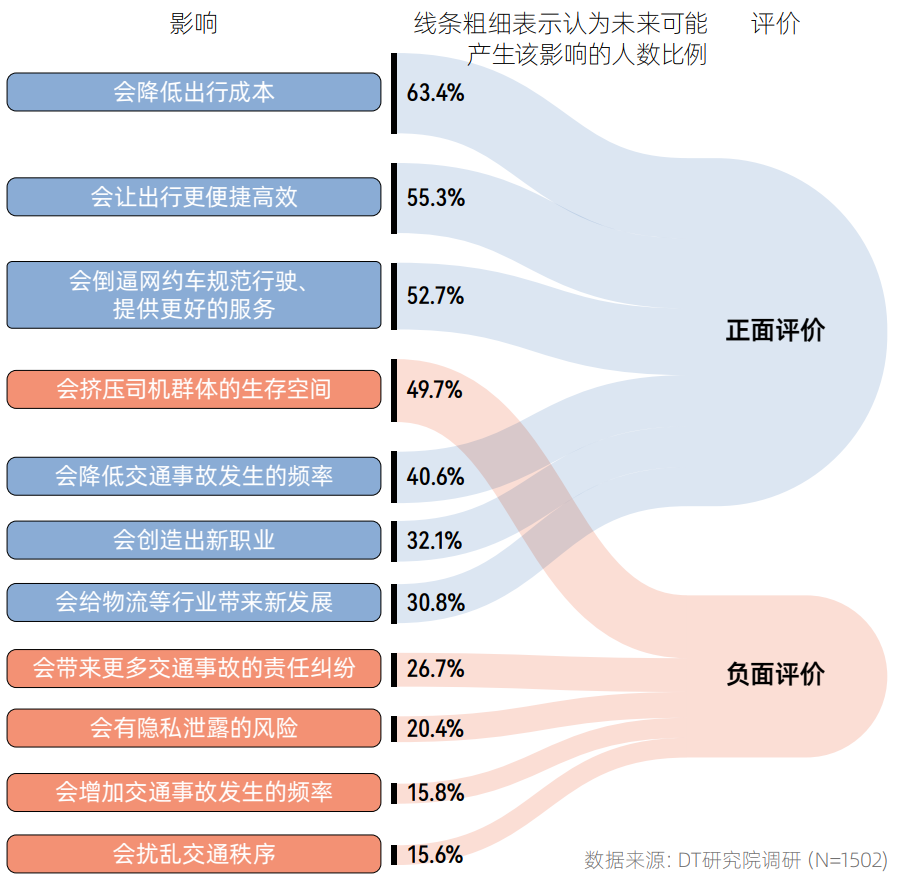 影响
线条粗细表示认为未来可能
产生该影响的人数比例
评价
会降低出行成本
63.4%
会让出行更便捷高效
55.3%
会倒逼网约车规范行驶、
提供更好的服务
52.7%
正面评价
会挤压司机群体的生存空间
49.7%
会降低交通事故发生的频率
40.6%
会创造出新职业
32.1%
会给物流等行业带来新发展
30.8%
会带来更多交通事故的责任纠纷
26.7%
负面评价
会有隐私泄露的风险
20.4%
会增加交通事故发生的频率
15.8%
会扰乱交通秩序
15.6%
数据来源: DT研究院调研 (N=1502)